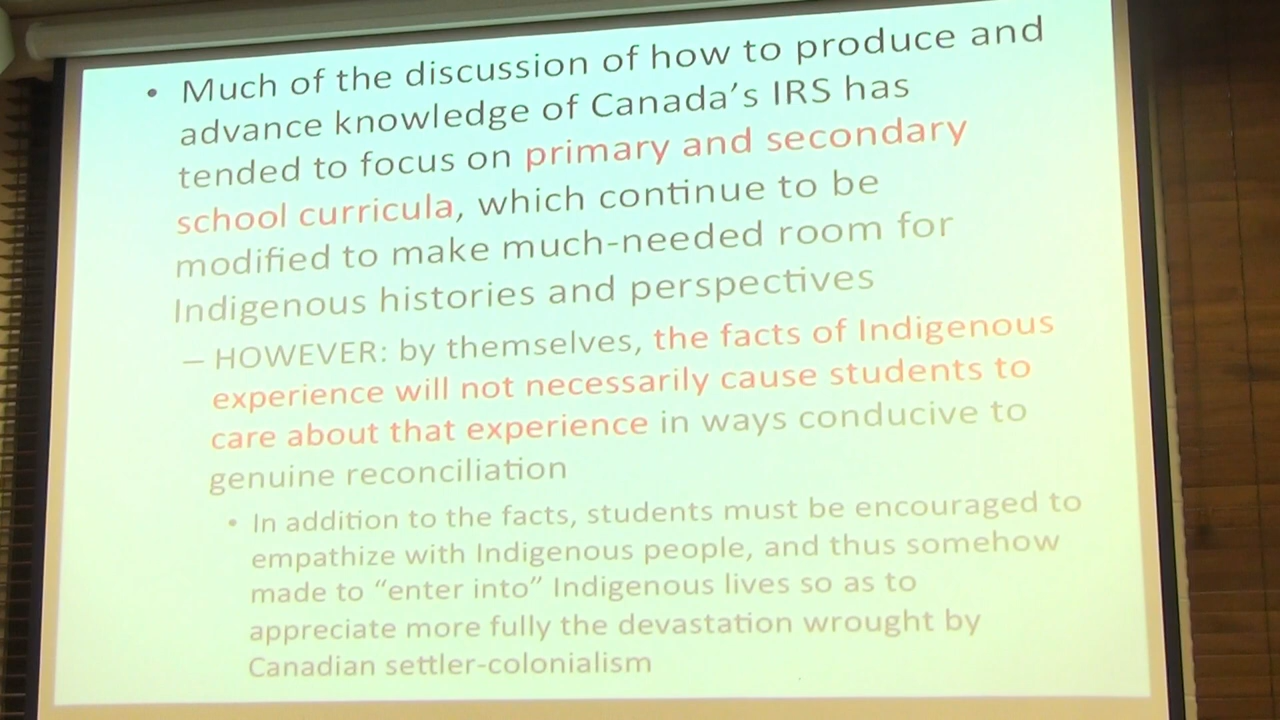 • Much of the discussion of how to produce and
advance knowledge of Canada's IRS has
tended to focus on primary and secondary
school curricula, which continue to be
modified to make much-needed room for
Indigenous histories and perspectives
– HOWEVER: by themselves, the facts of Indigenous
experience will not necessarily cause students to
care about that experience in ways conducive to
genuine reconciliation
• In addition to the facts, students must be encouraged to
empathize with Indigenous people, and thus somehow
made to “enter into” Indigenous lives so as to
appreciate more fully the devastation wrought by
Canadian settler-colonialism